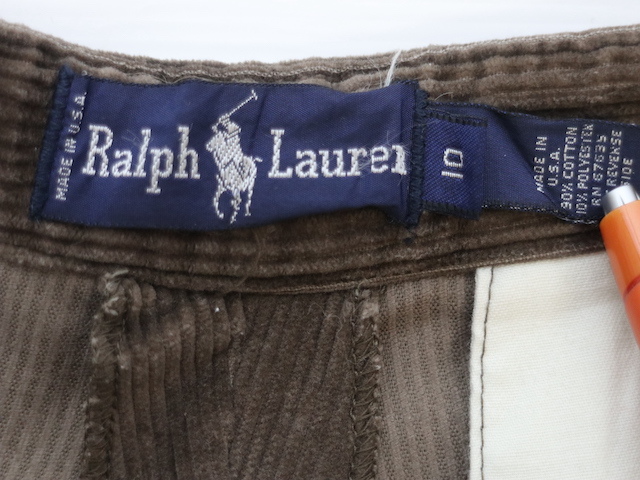 MADE IN U.S.A.
Ralph Lauren
10
MADE IN
U.S.A.
90% COTTON
10% POLYESTER
RN 67635
REVERSE